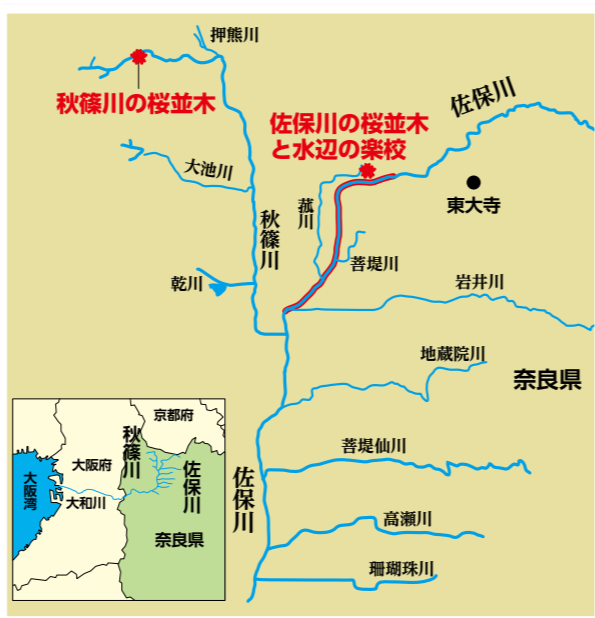 押熊川
秋篠川の桜並木
佐保川
佐保川の桜並木
と水辺の楽校
大池川
東大寺
菰川
秋篠川
菩堤川
乾川
岩井川
地蔵院川
奈良県
京都府
秋篠川
大阪府
佐保川
大阪湾
大和川
奈良県
佐保川
菩堤仙川
高瀬川
珊瑚珠川